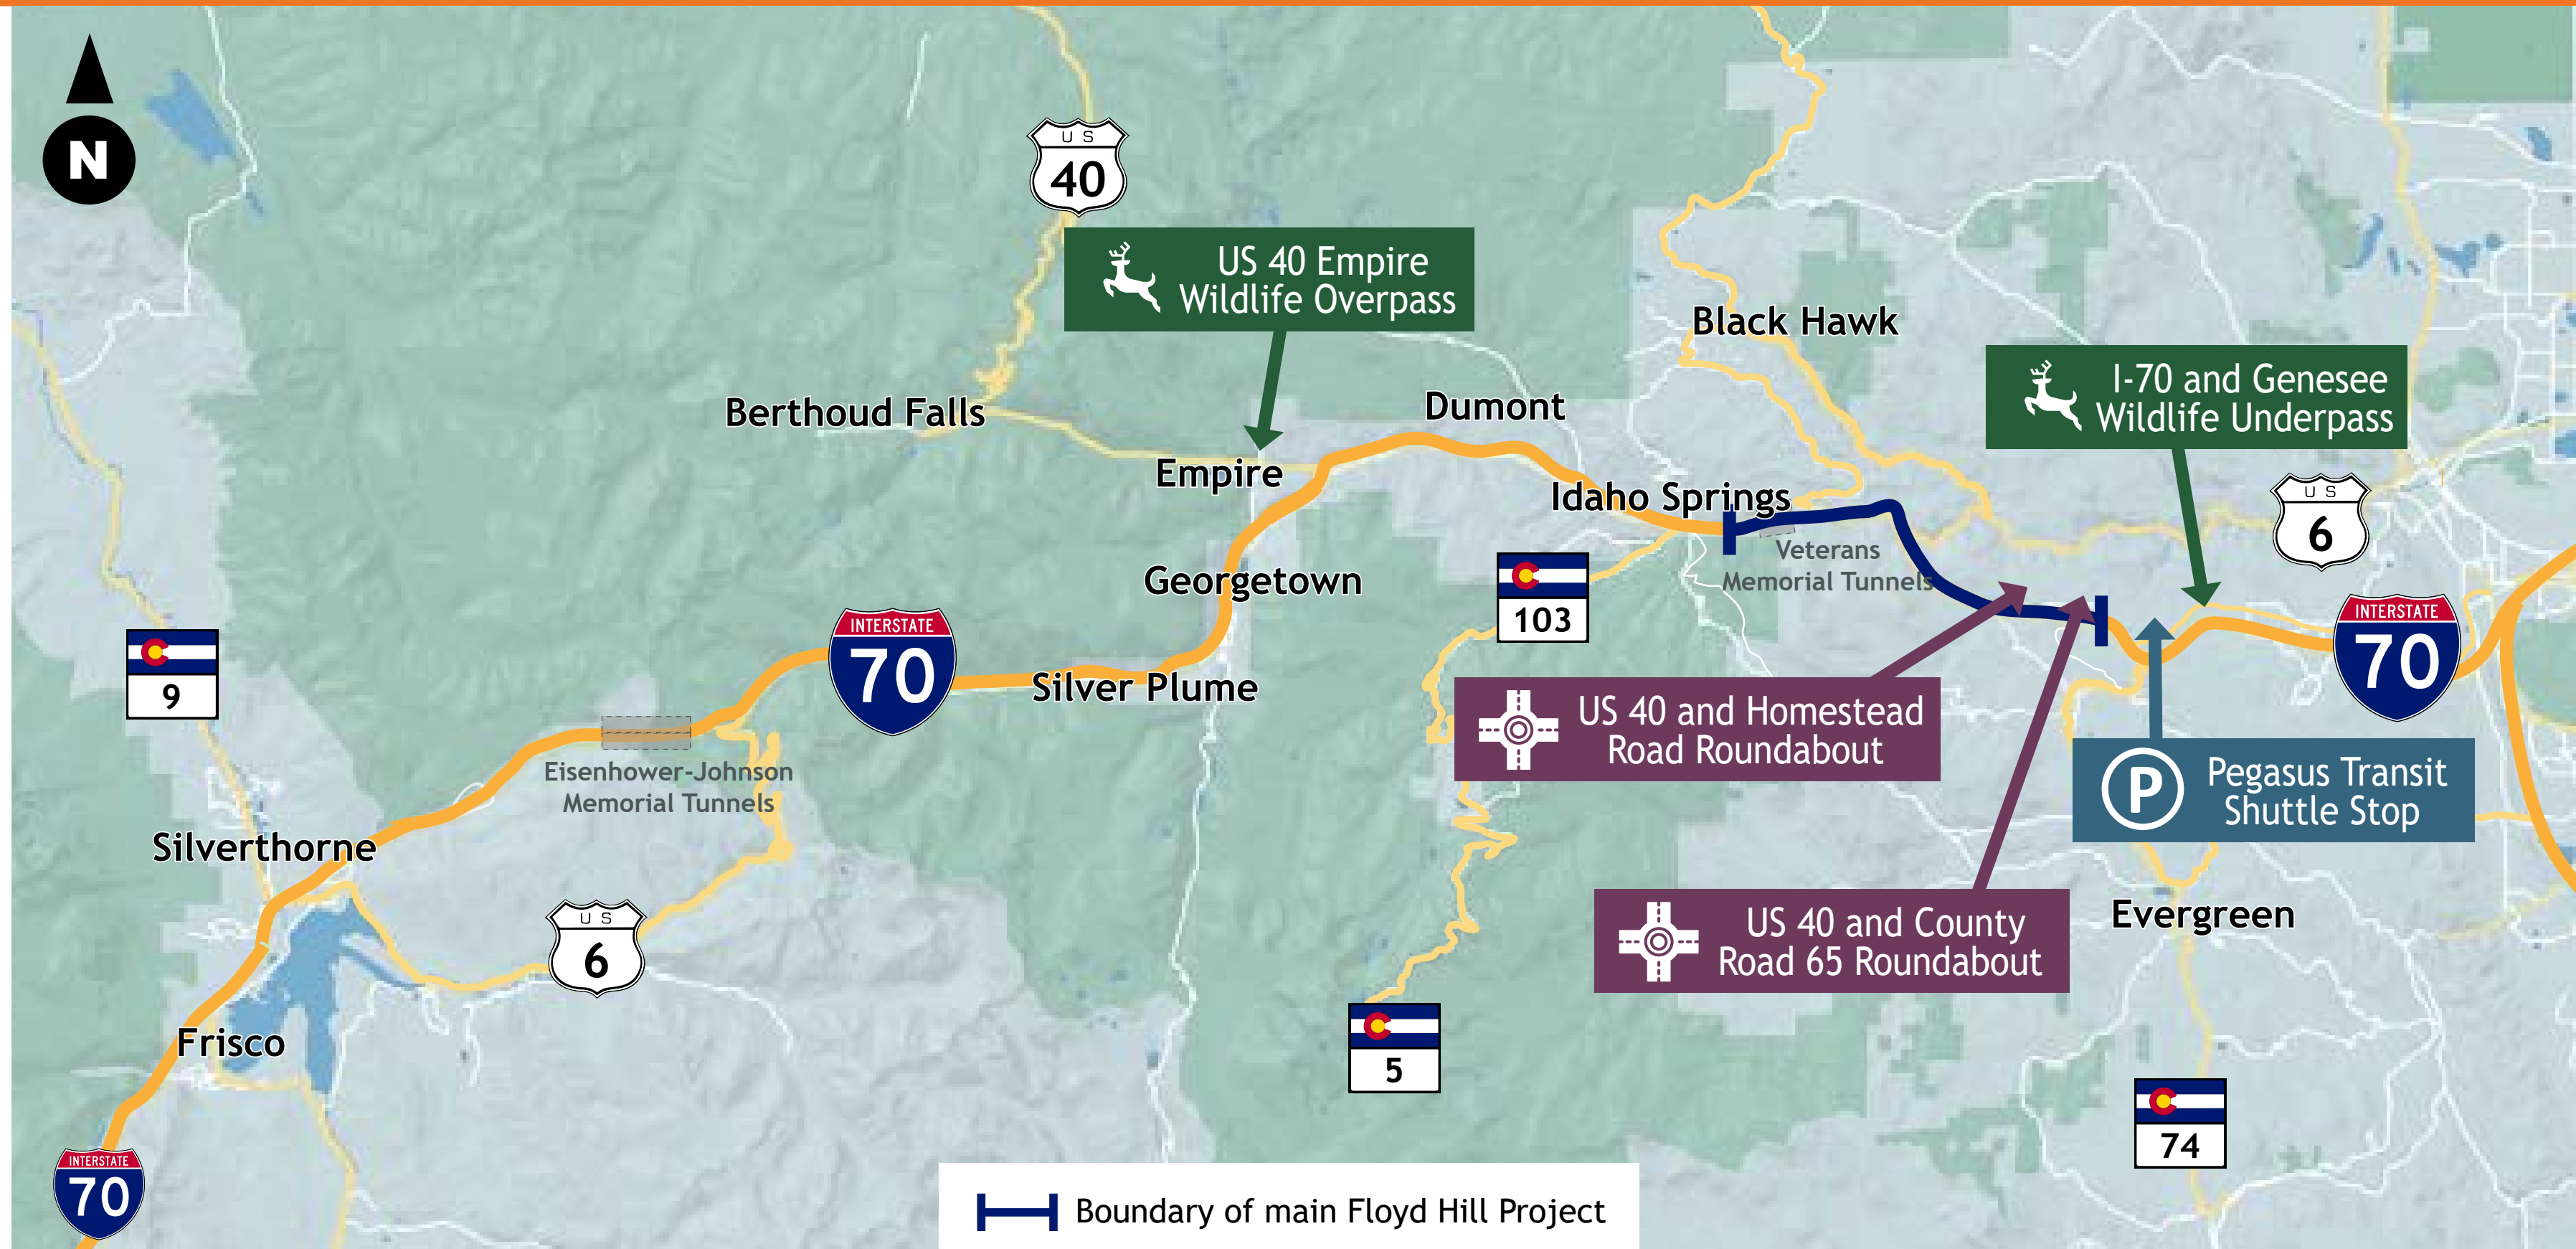 N
US
40
US 40 Empire
Wildlife Overpass
Black Hawk
I-70 and Genesee
Wildlife Underpass
Berthoud Falls
Dumont
Empire
Idaho Springs
US
6
Veterans
Memorial Tunnels
Georgetown
103
INTERSTATE
70
INTERSTATE
70
9
Silver Plume
US 40 and Homestead
Road Roundabout
Eisenhower-Johnson
Memorial Tunnels
P
Pegasus Transit
Shuttle Stop
Silverthorne
US
6
US 40 and County
Road 65 Roundabout
Evergreen
Frisco
5
74
INTERSTATE
70
Boundary of main Floyd Hill Project